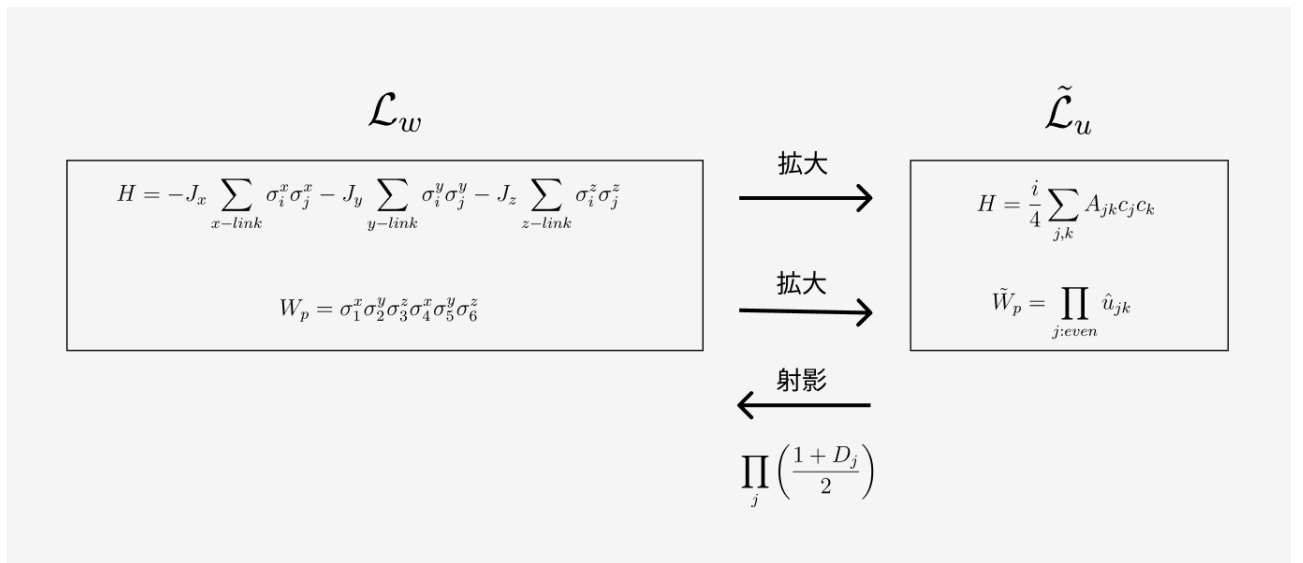 ℒ_w
ℒ̃_u
拡大
H = −J_x ∑_{x−link} σ_i^x σ_j^x − J_y ∑_{y−link} σ_i^y σ_j^y − J_z ∑_{z−link} σ_i^z σ_j^z
H = i/4 ∑_{j,k} A_{jk} c_j c_k
拡大
W_p = σ_1^x σ_2^y σ_3^z σ_4^x σ_5^y σ_6^z
W̃_p = ∏_{j:even} û_{jk}
射影
∏_j ((1 + D_j)/2)